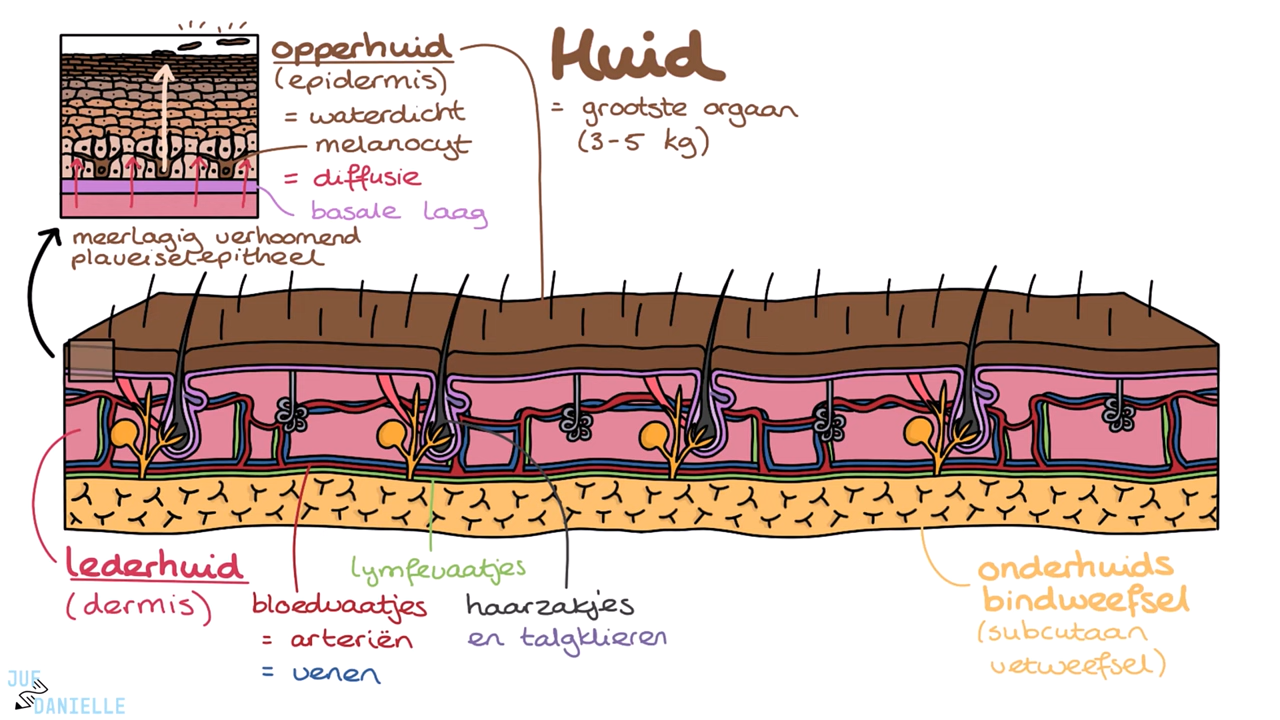 Huid
= grootste orgaan
(3-5 kg)
opperhuid
(epidermis)
= waterdicht
melanocyt
= diffusie
basale laag
meerlagig verhoornend
plaveiselepitheel
lederhuid
(dermis)
bloedvaatjes
= arteriën
= venen
lymfevaatjes
haarzakjes
en talgklieren
onderhuids
bindweefsel
(subcutaan
vetweefsel)
JUF
DANIELLE